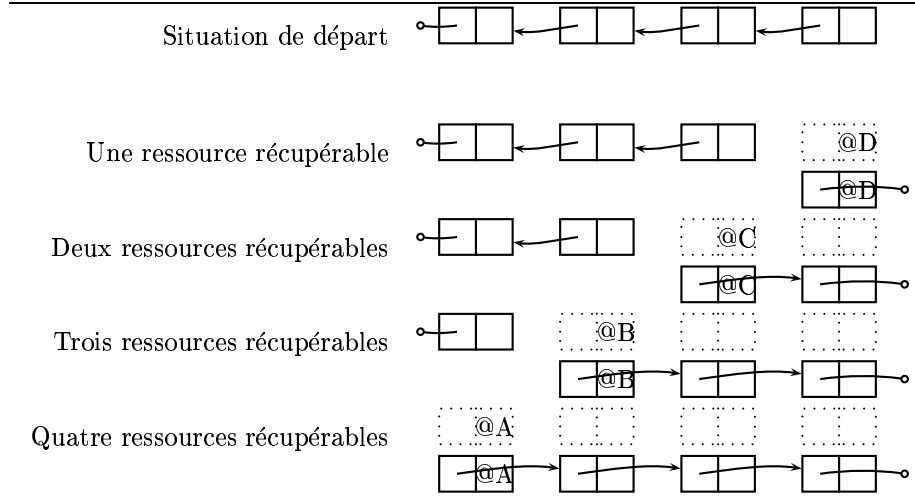 Situation de départ
Une ressource récupérable @D
@D
Deux ressources récupérables @C
@C
Trois ressources récupérables @B
@B
Quatre ressources récupérables @A
@A